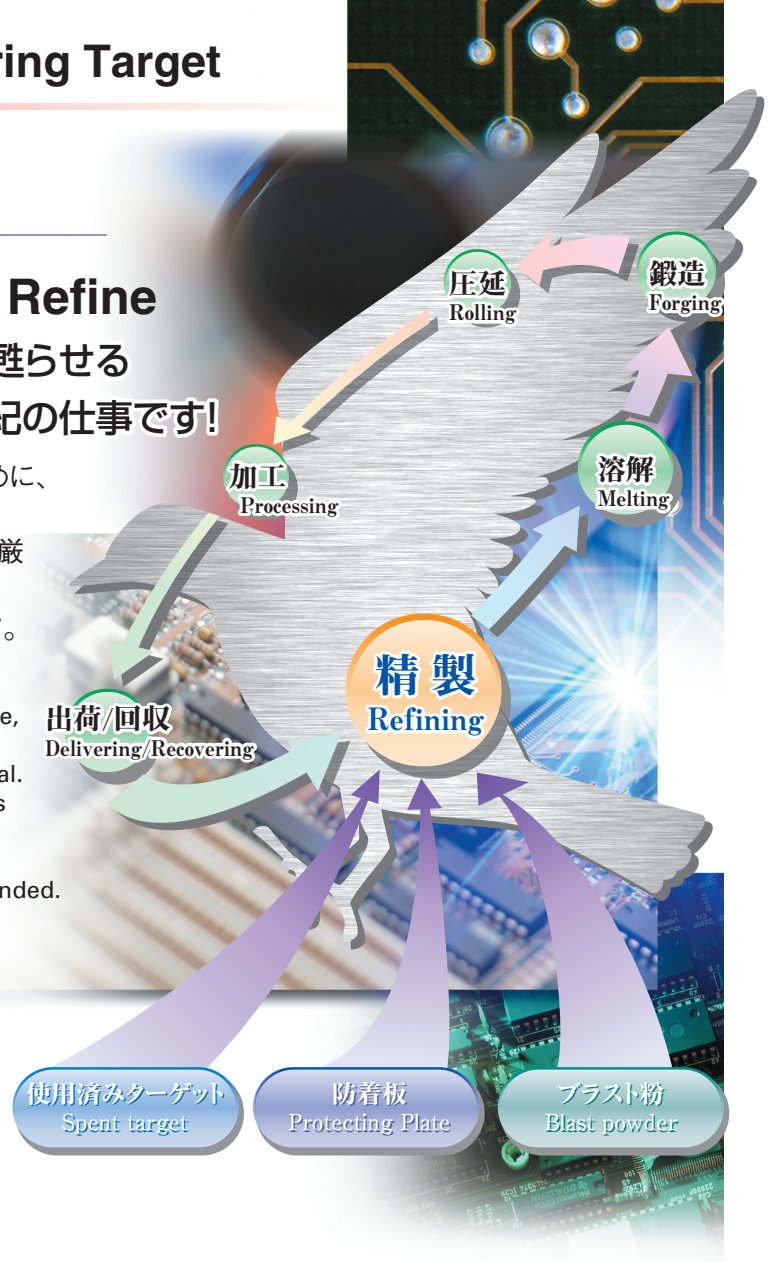 ring Target
Refine
甦らせる
紀の仕事です!
めに、
厳
。
e,
al.
s
nded.
圧延
Rolling
鍛造
Forging
加工
Processing
溶解
Melting
精製
Refining
出荷/回収
Delivering/Recovering
使用済みターゲット
Spent target
防着板
Protecting Plate
ブラスト粉
Blast powder